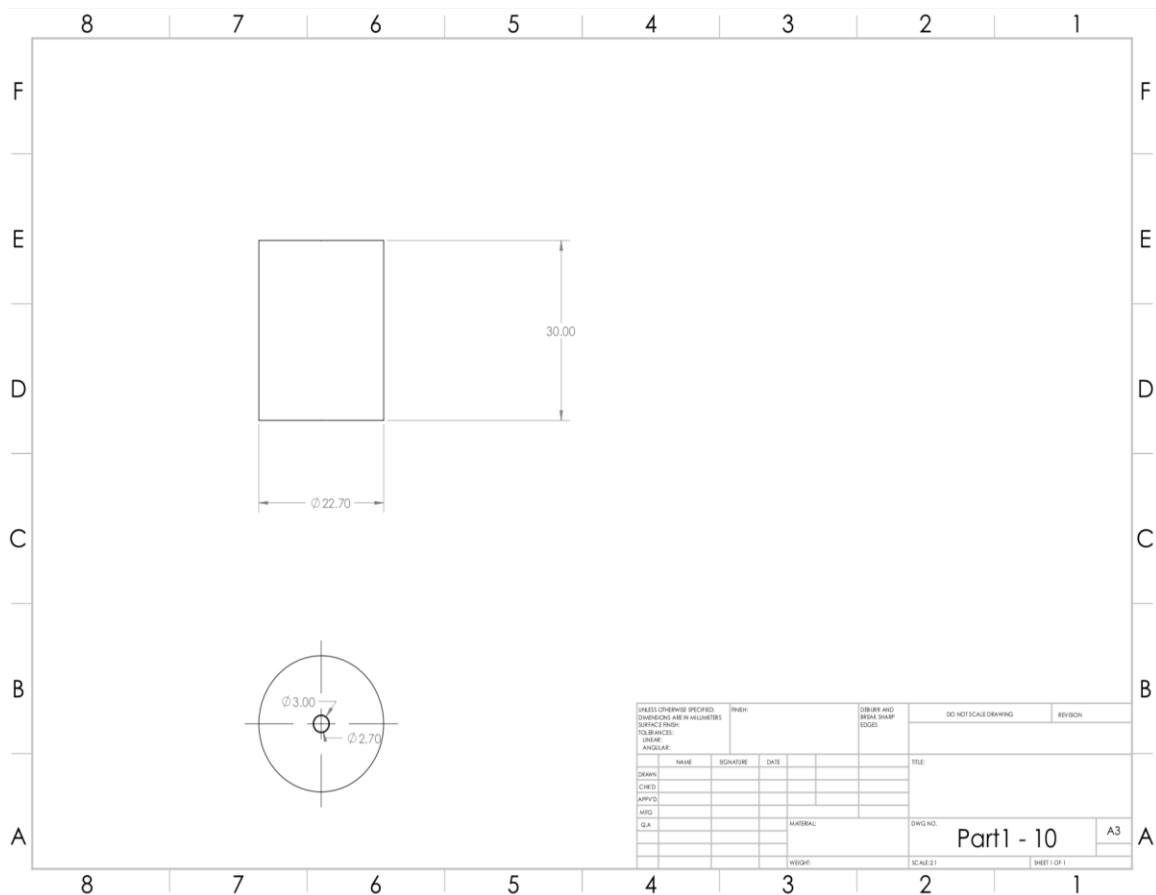 8 7 6 5 4 3 2 1
F F
E E
30.00
D D
⌀22.70
C C
B B
⌀3.00
⌀2.70
UNLESS OTHERWISE SPECIFIED:
DIMENSIONS ARE IN MILLIMETERS
SURFACE FINISH:
TOLERANCES:
LINEAR:
ANGULAR:
FINISH:
DEBURR AND
BREAK SHARP
EDGES
DO NOT SCALE DRAWING
REVISION
NAME SIGNATURE DATE
TITLE:
DRAWN
CHK'D
APPV'D
MFG
Q.A
MATERIAL:
DWG NO.
Part1 - 10
A3
WEIGHT:
SCALE:2:1
SHEET 1 OF 1
A A
8 7 6 5 4 3 2 1